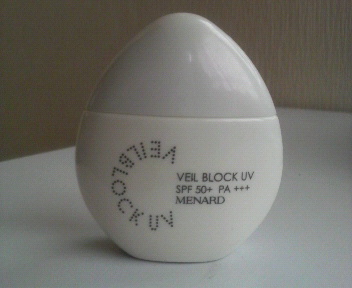 VEILBLOCK UV
VEIL BLOCK UV
SPF 50+ PA +++
MENARD